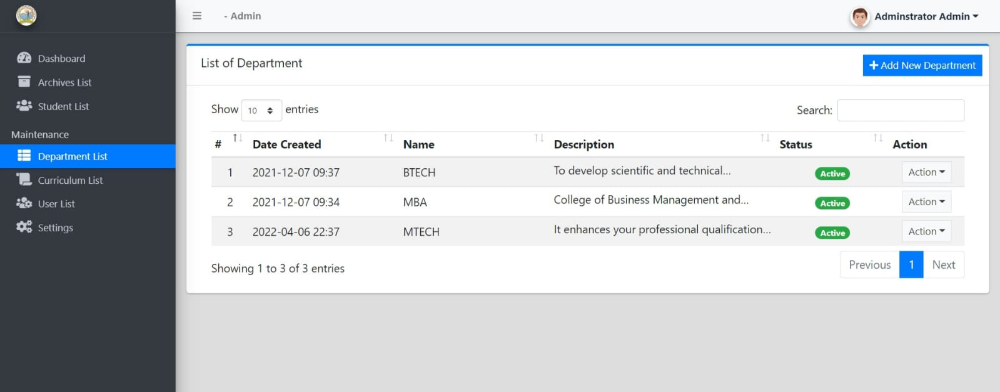 - Admin
Adminstrator Admin
Dashboard
Archives List
Student List
Maintenance
Department List
Curriculum List
User List
Settings
List of Department
Add New Department
Show 10 entries
Search:
# Date Created Name Description Status Action
1 2021-12-07 09:37 BTECH To develop scientific and technical... Active Action
2 2021-12-07 09:34 MBA College of Business Management and... Active Action
3 2022-04-06 22:37 MTECH It enhances your professional qualification... Active Action
Showing 1 to 3 of 3 entries
Previous 1 Next